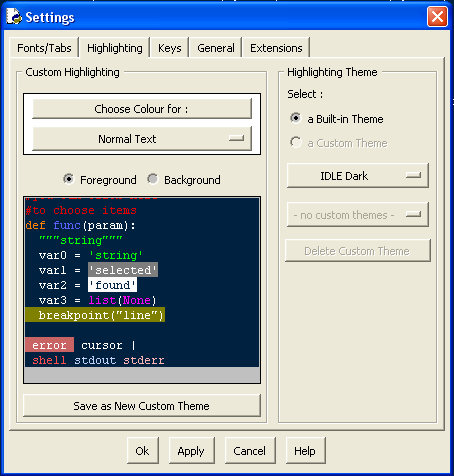 Settings
Fonts/Tabs Highlighting Keys General Extensions
Custom Highlighting
Choose Colour for :
Normal Text
Foreground Background
#to choose items
def func(param):
"""string"""
var0 = 'string'
var1 = 'selected'
var2 = 'found'
var3 = list(None)
breakpoint("line")
error cursor |
shell stdout stderr
Save as New Custom Theme
Highlighting Theme
Select :
a Built-in Theme
a Custom Theme
IDLE Dark
- no custom themes -
Delete Custom Theme
Ok Apply Cancel Help